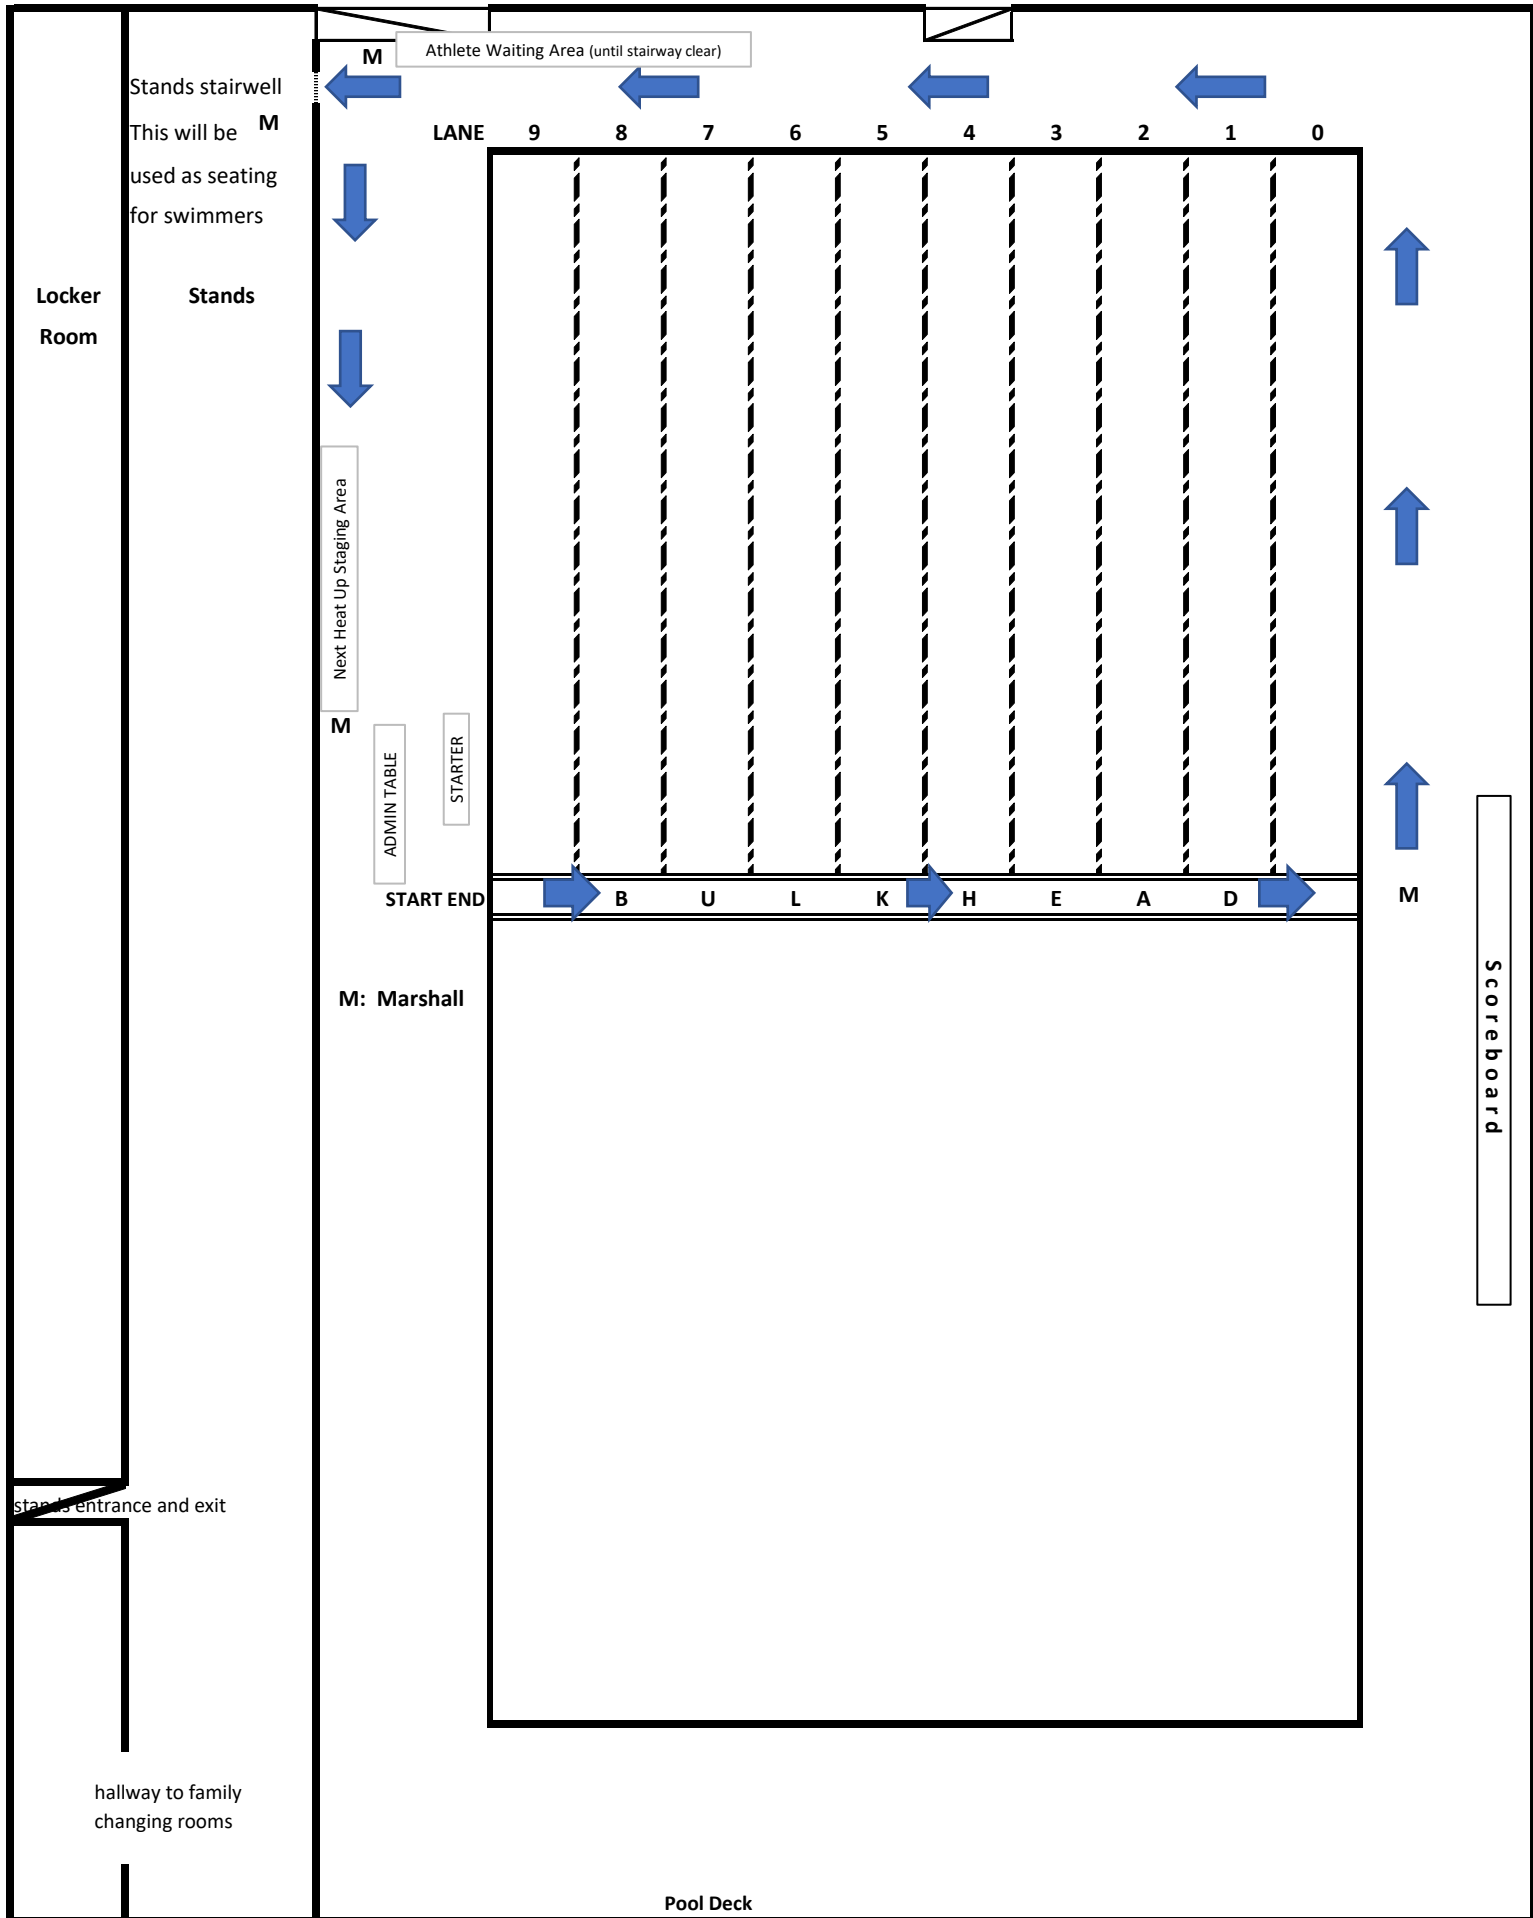 M
Athlete Waiting Area (until stairway clear)
Stands stairwell
This will be
M
used as seating
for swimmers
LANE 9 8 7 6 5 4 3 2 1 0
Locker
Room
Stands
Next Heat Up Staging Area
M
ADMIN TABLE
STARTER
START END
B U L K H E A D
M
M: Marshall
Scoreboard
stands entrance and exit
hallway to family
changing rooms
Pool Deck